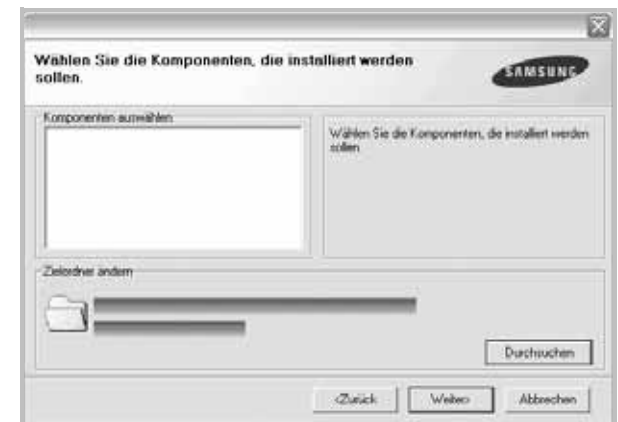 Wählen Sie die Komponenten, die installiert werden
sollen.
SAMSUNG
Komponenten auswählen
Wählen Sie die Komponenten, die installiert werden
sollen
Zielordner ändern
Durchsuchen
<Zurück
Weiter>
Abbrechen